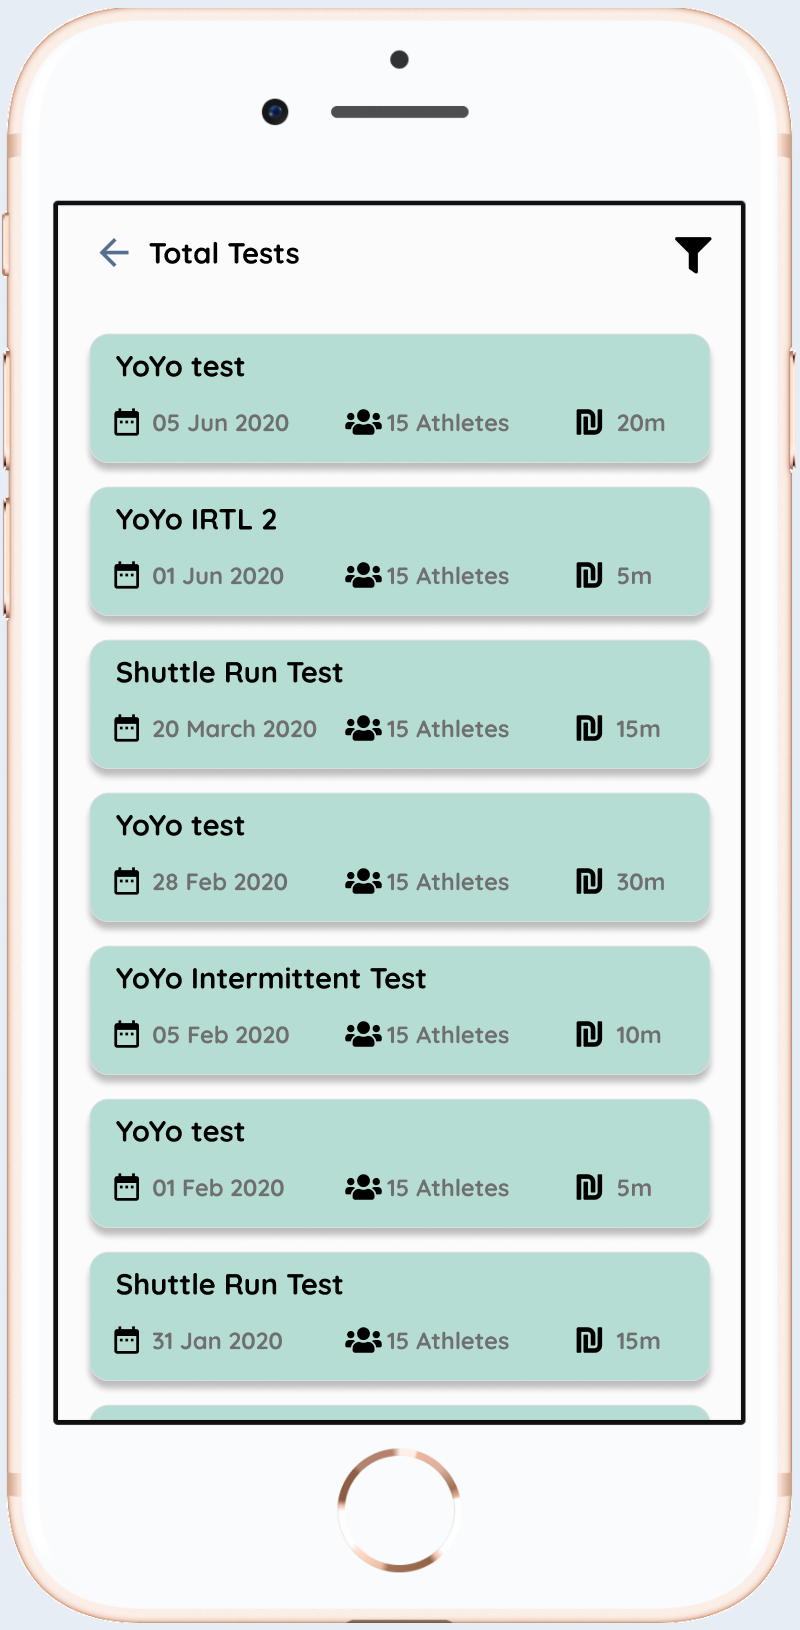 Total Tests
YoYo test
05 Jun 2020 15 Athletes ₪ 20m
YoYo IRTL 2
01 Jun 2020 15 Athletes ₪ 5m
Shuttle Run Test
20 March 2020 15 Athletes ₪ 15m
YoYo test
28 Feb 2020 15 Athletes ₪ 30m
YoYo Intermittent Test
05 Feb 2020 15 Athletes ₪ 10m
YoYo test
01 Feb 2020 15 Athletes ₪ 5m
Shuttle Run Test
31 Jan 2020 15 Athletes ₪ 15m